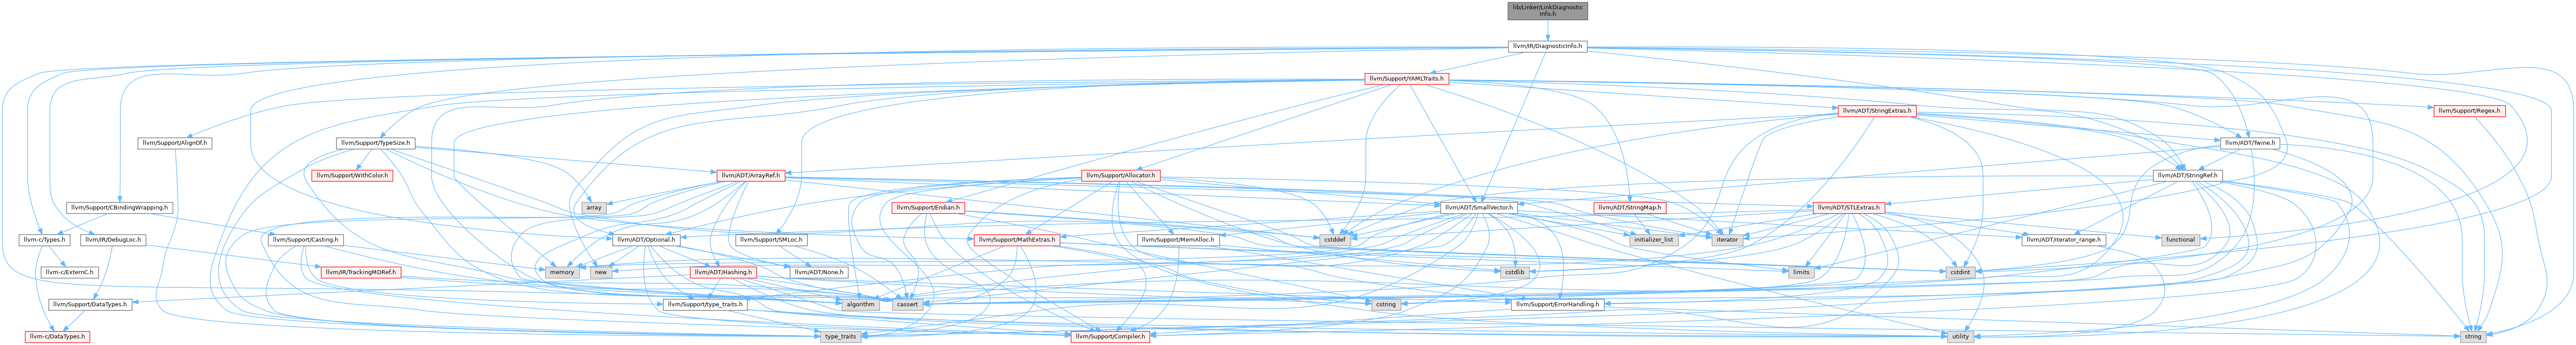 lib/Linker/LinkDiagnostic
Info.h
llvm/IR/DiagnosticInfo.h
llvm/Support/YAMLTraits.h
llvm/ADT/StringExtras.h
llvm/Support/Regex.h
llvm/Support/AlignOf.h
llvm/Support/TypeSize.h
llvm/ADT/Twine.h
llvm/Support/WithColor.h
llvm/ADT/ArrayRef.h
llvm/Support/Allocator.h
llvm/ADT/StringRef.h
llvm/Support/CBindingWrapping.h
array
llvm/Support/Endian.h
llvm/ADT/SmallVector.h
llvm/ADT/StringMap.h
llvm/ADT/STLExtras.h
llvm-c/Types.h
llvm/IR/DebugLoc.h
llvm/Support/Casting.h
llvm/ADT/Optional.h
llvm/Support/SMLoc.h
llvm/Support/MathExtras.h
llvm/Support/MemAlloc.h
cstddef
initializer_list
iterator
llvm/ADT/iterator_range.h
functional
llvm-c/ExternC.h
llvm/IR/TrackingMDRef.h
memory
new
llvm/ADT/Hashing.h
llvm/ADT/None.h
cstdlib
limits
cstdint
llvm/Support/DataTypes.h
llvm/Support/type_traits.h
algorithm
cassert
cstring
llvm/Support/ErrorHandling.h
llvm-c/DataTypes.h
type_traits
llvm/Support/Compiler.h
utility
string